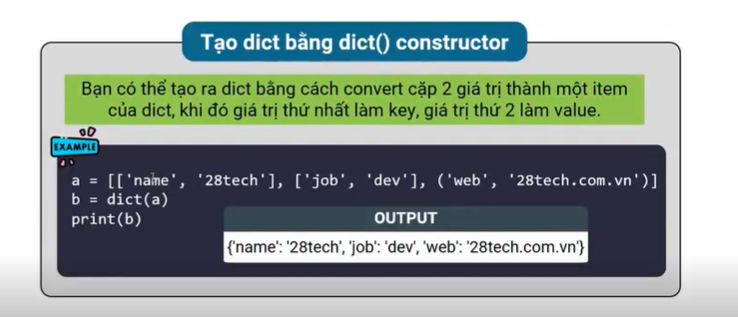 Tạo dict bằng dict() constructor
Bạn có thể tạo ra dict bằng cách convert cặp 2 giá trị thành một item
của dict, khi đó giá trị thứ nhất làm key, giá trị thứ 2 làm value.
EXAMPLE
a = [['name', '28tech'], ['job', 'dev'], ('web', '28tech.com.vn')]
b = dict(a)
print(b)
OUTPUT
{'name': '28tech', 'job': 'dev', 'web': '28tech.com.vn'}